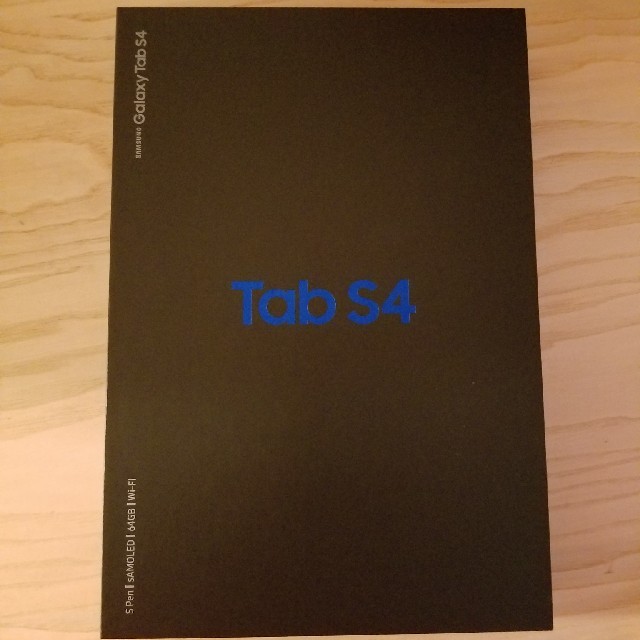 SAMSUNG Galaxy Tab S4
Tab S4
S Pen | sAMOLED | 64GB | Wi-Fi